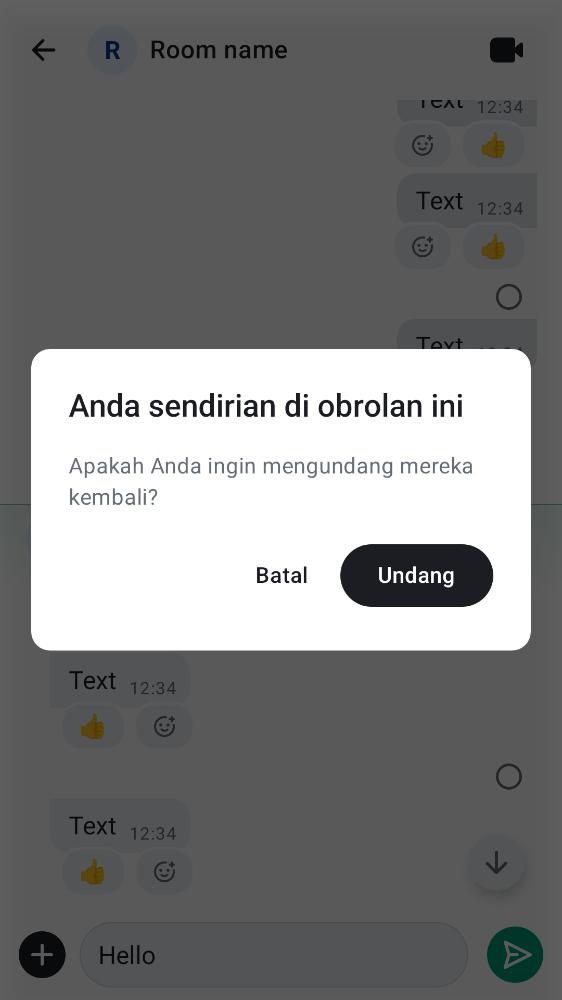 R Room name
Text 12:34
Text 12:34
Text
Anda sendirian di obrolan ini
Apakah Anda ingin mengundang mereka
kembali?
Batal Undang
Text 12:34
Text 12:34
Hello